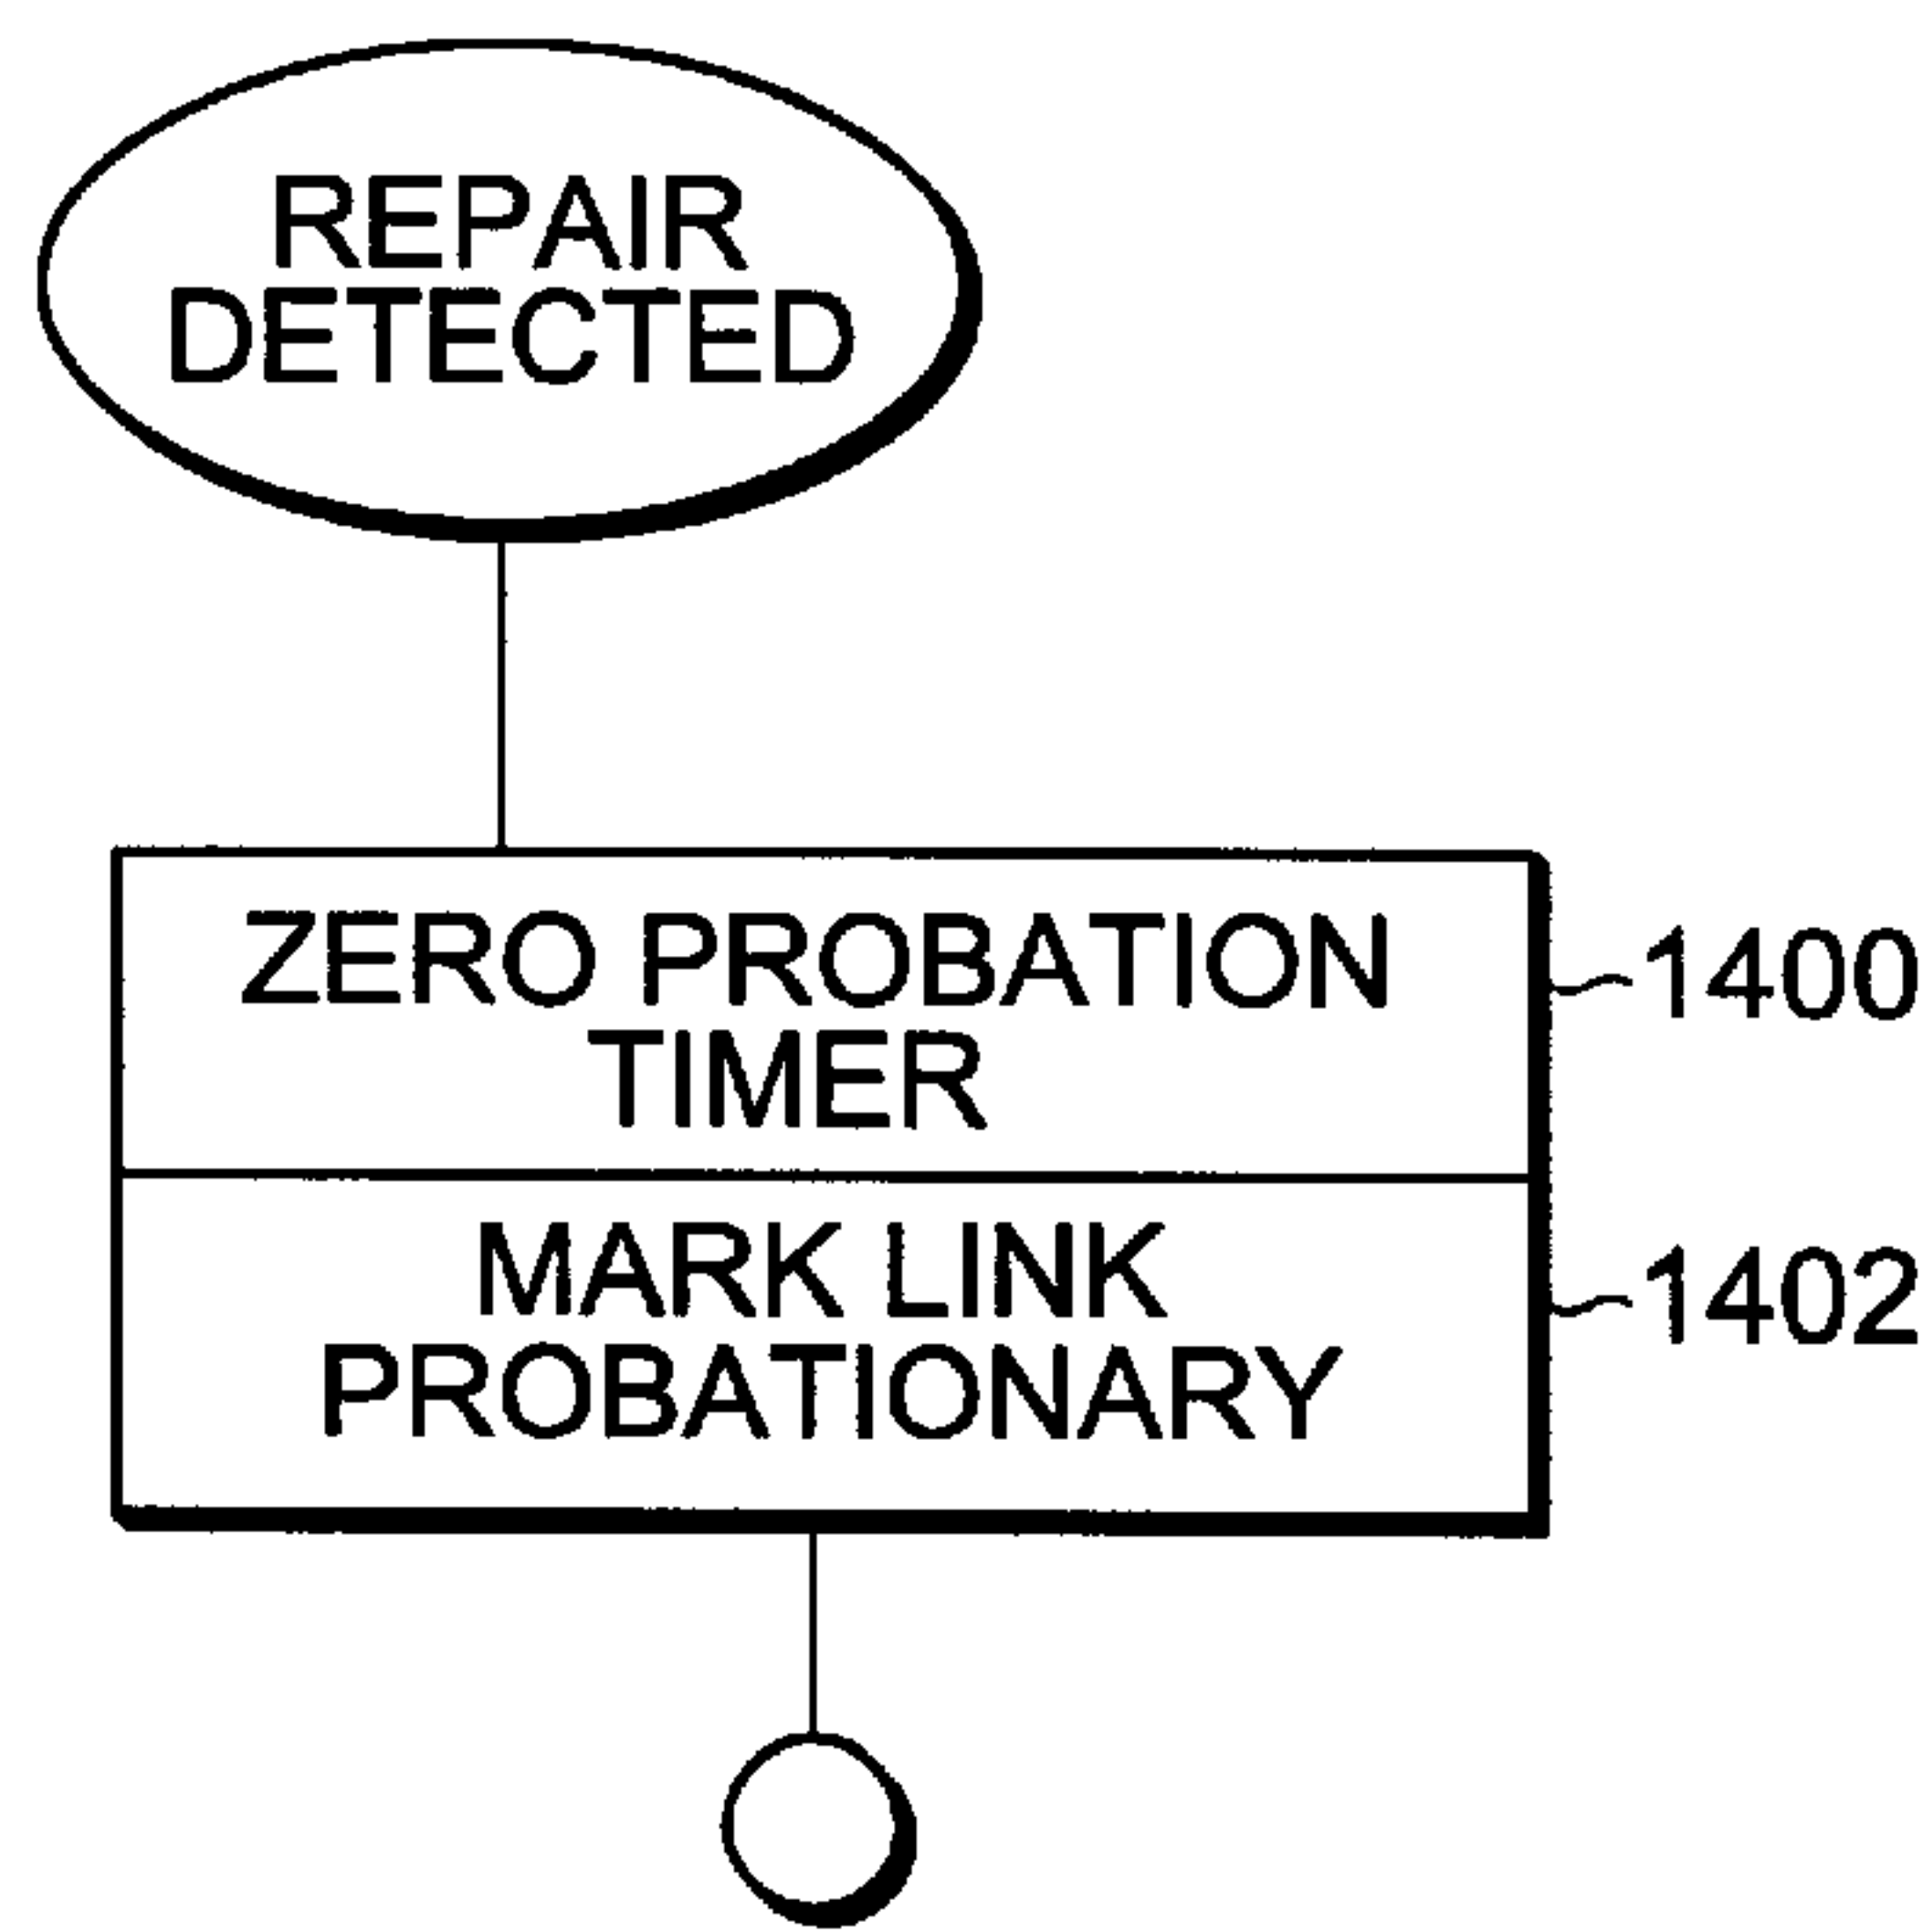 REPAIR
DETECTED
ZERO PROBATION
TIMER
1400
MARK LINK
PROBATIONARY
1402